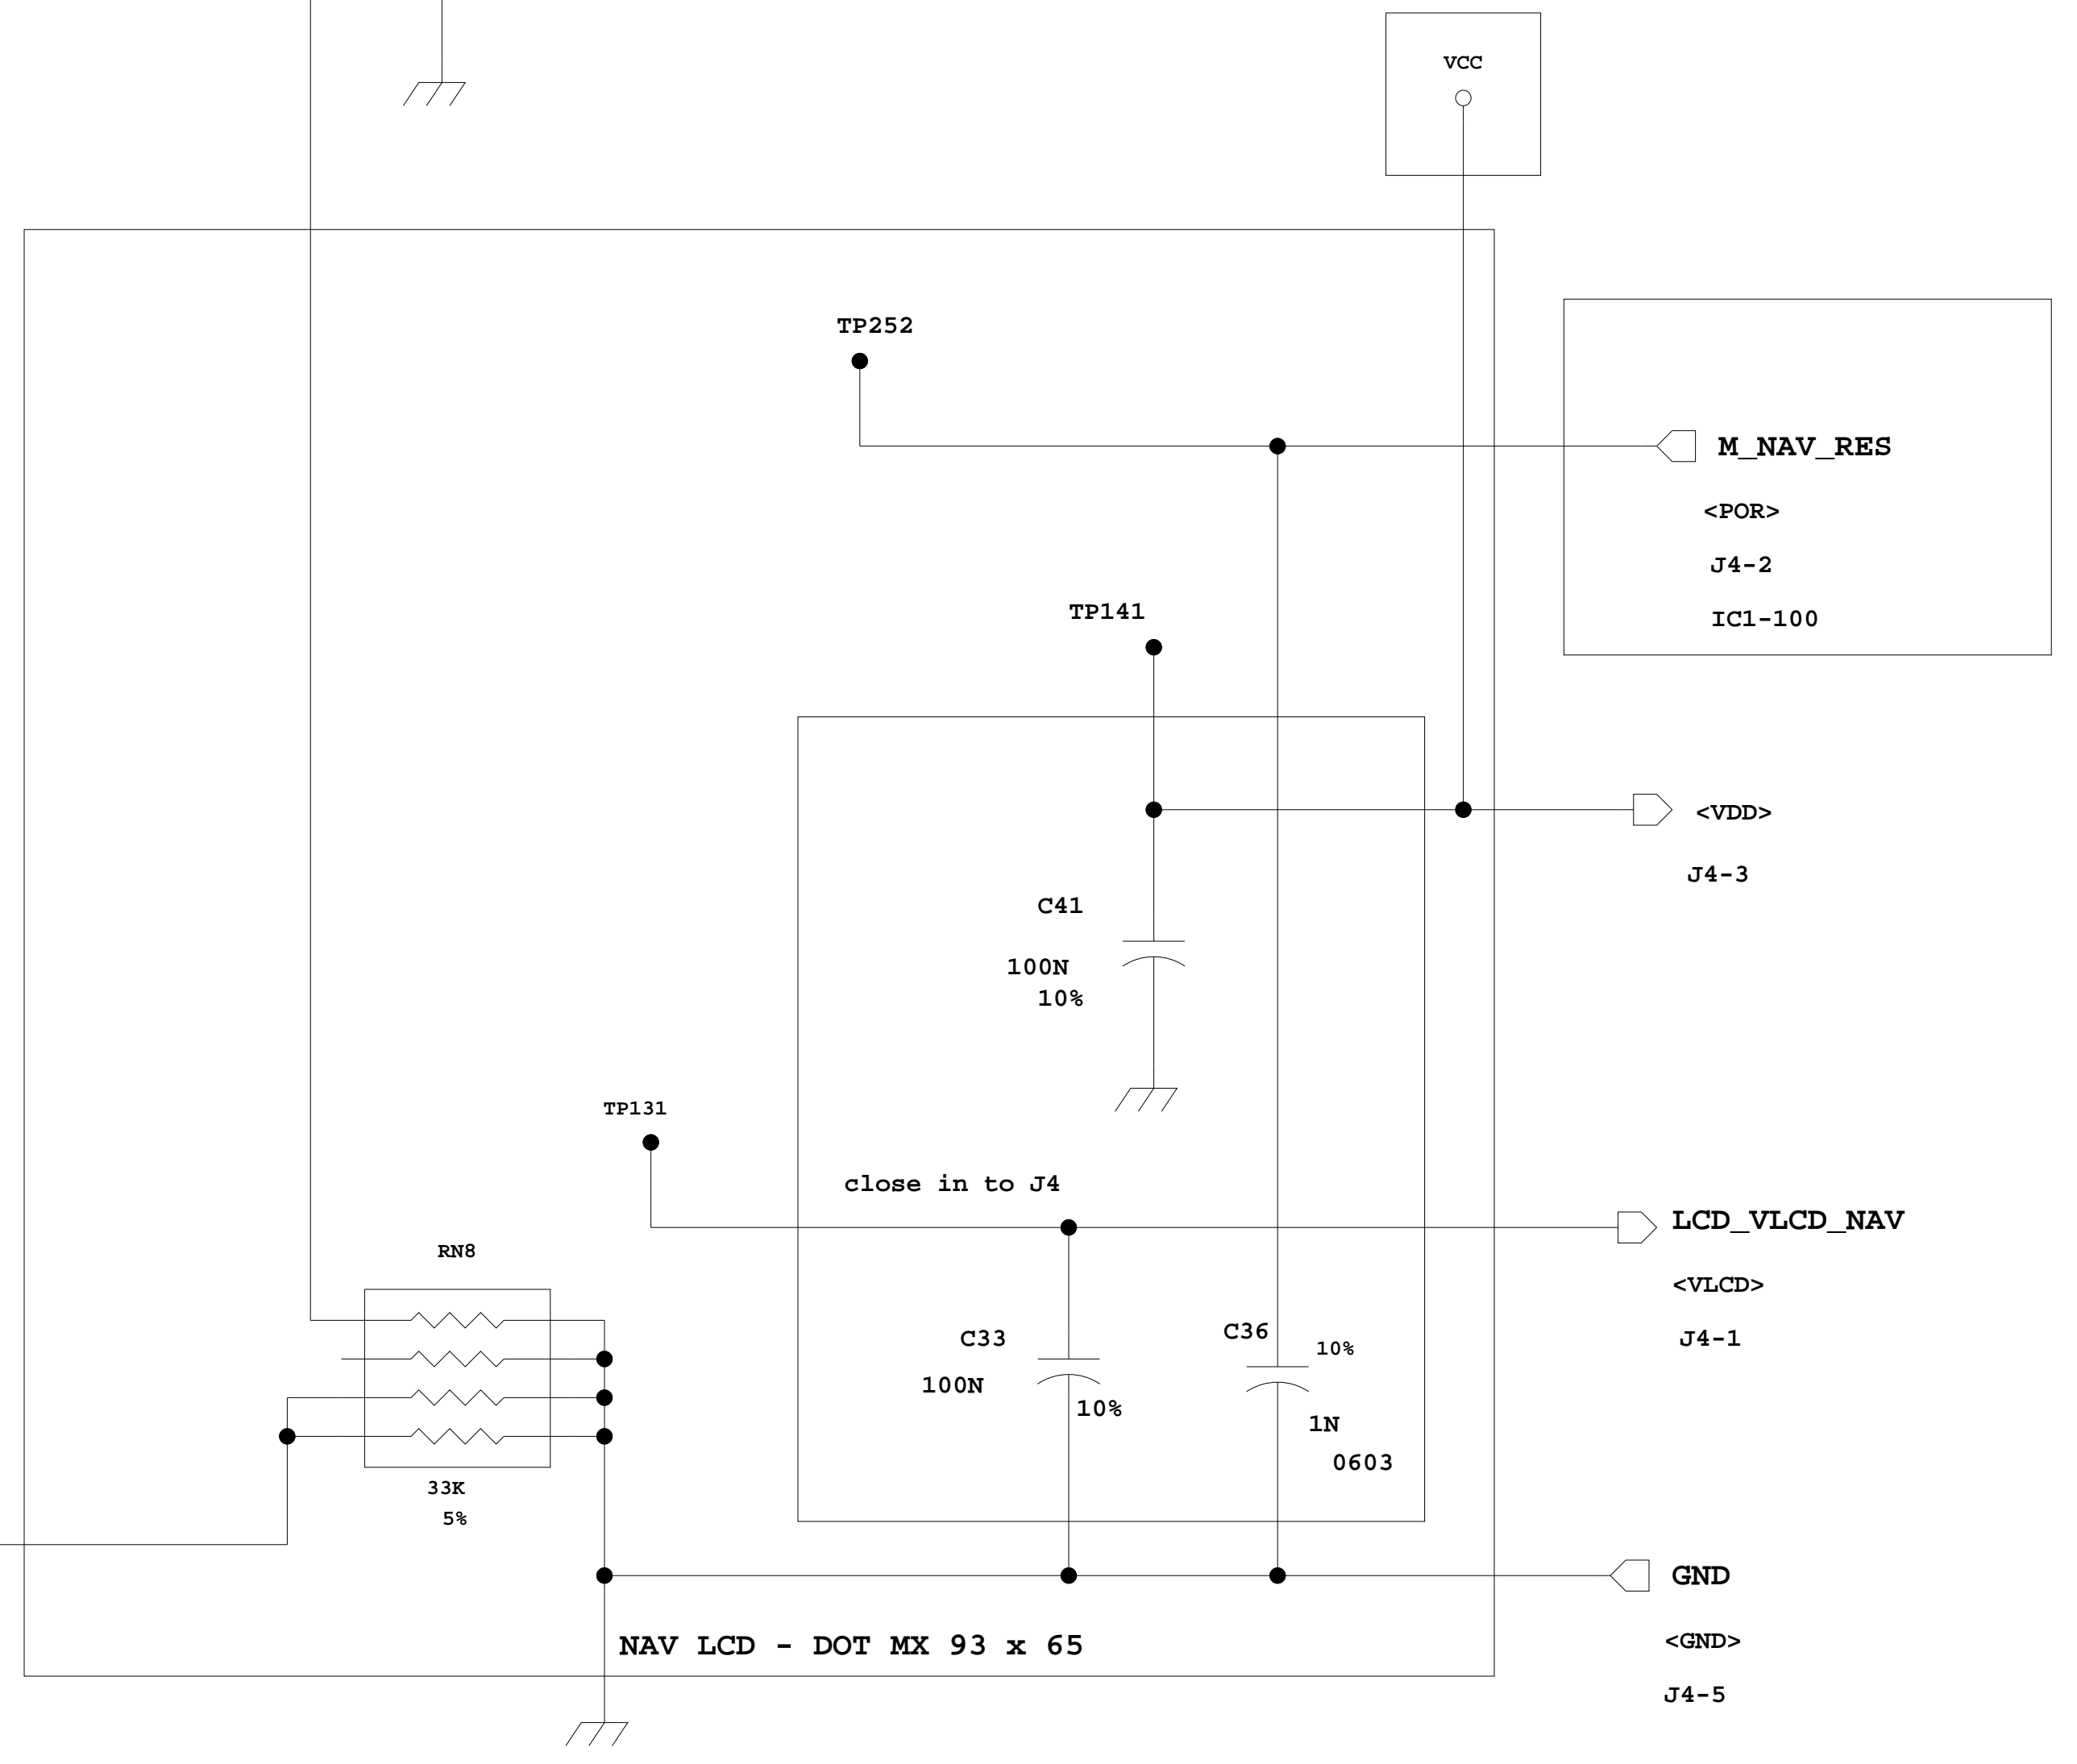 VCC
TP252
M_NAV_RES
<POR>
J4-2
IC1-100
TP141
<VDD>
J4-3
C41
100N
10%
TP131
close in to J4
LCD_VLCD_NAV
<VLCD>
J4-1
RN8
33K
5%
C33
100N
10%
C36
10%
1N
0603
GND
<GND>
J4-5
NAV LCD - DOT MX 93 x 65